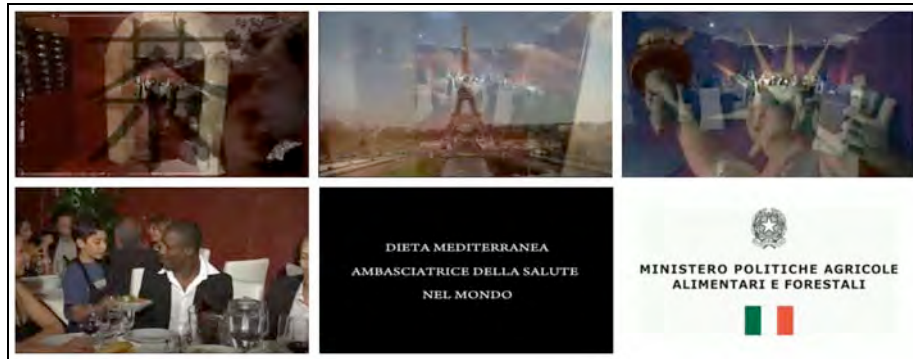 DIETA MEDITERRANEA
AMBASCIATRICE DELLA SALUTE
NEL MONDO
MINISTERO POLITICHE AGRICOLE
ALIMENTARI E FORESTALI